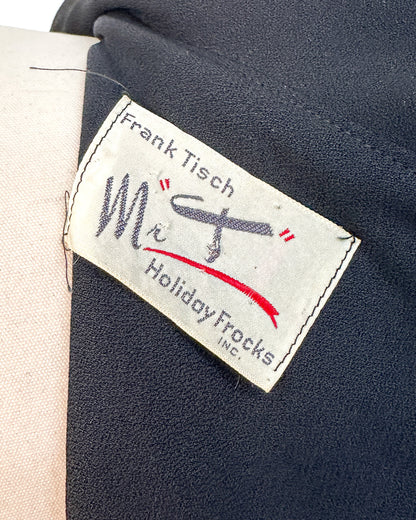 Frank Tisch
Mr "T"
Holiday Frocks
INC.